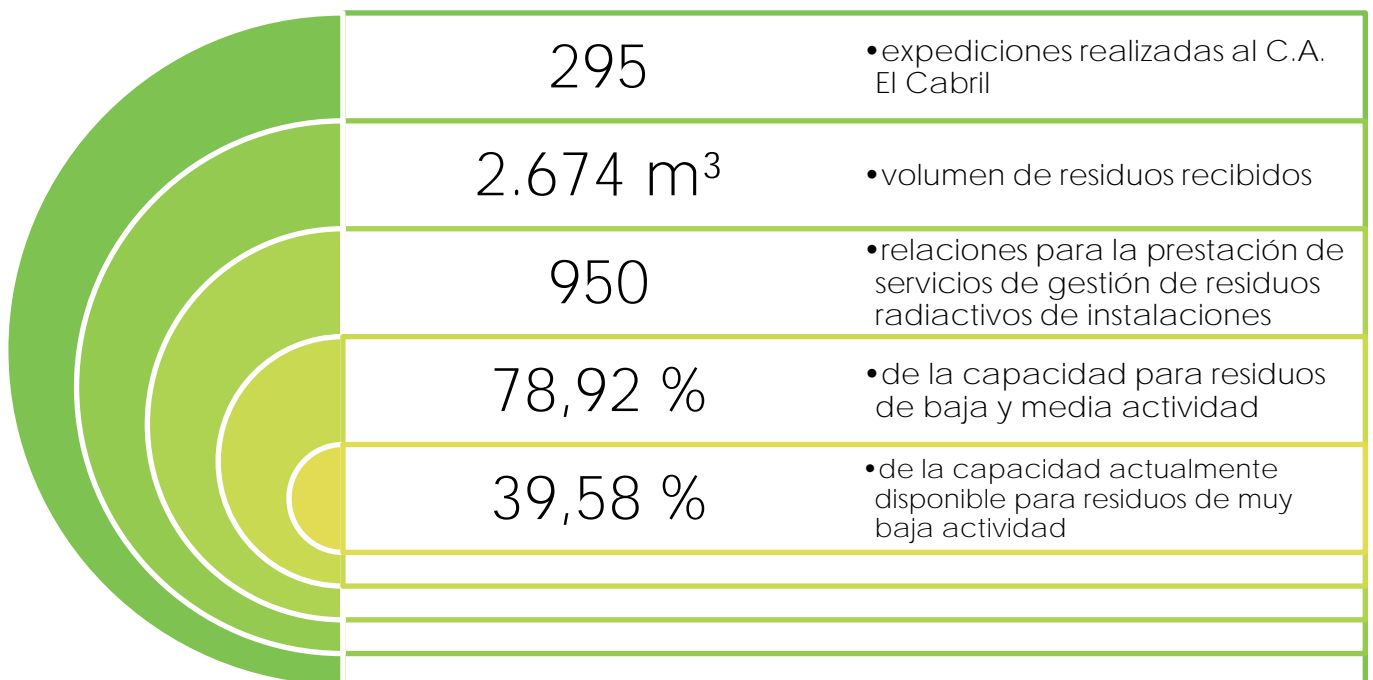 295
•expediciones realizadas al C.A.
El Cabril
2.674 m³
•volumen de residuos recibidos
950
•relaciones para la prestación de
servicios de gestión de residuos
radiactivos de instalaciones
78,92 %
•de la capacidad para residuos
de baja y media actividad
39,58 %
•de la capacidad actualmente
disponible para residuos de muy
baja actividad